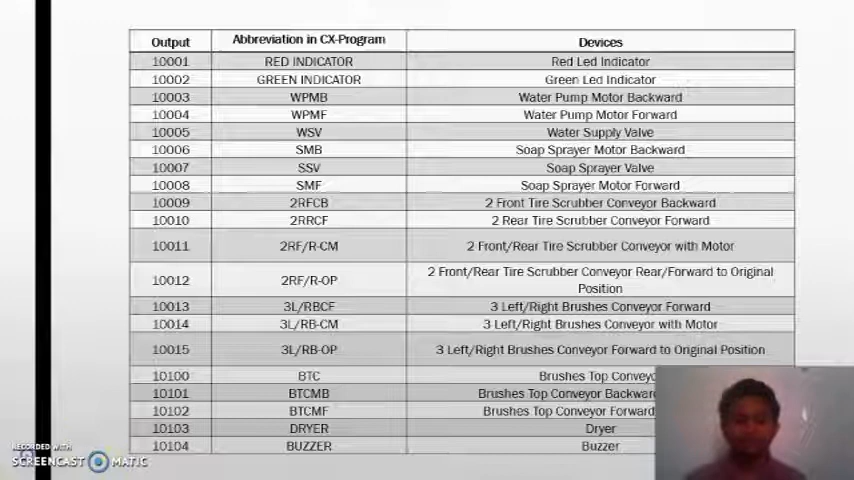 Output Abbreviation in CX-Program Devices
10001 RED INDICATOR Red Led Indicator
10002 GREEN INDICATOR Green Led Indicator
10003 WPMB Water Pump Motor Backward
10004 WPMF Water Pump Motor Forward
10005 WSV Water Supply Valve
10006 SMB Soap Sprayer Motor Backward
10007 SSV Soap Sprayer Valve
10008 SMF Soap Sprayer Motor Forward
10009 2RFCB 2 Front Tire Scrubber Conveyor Backward
10010 2RRCF 2 Rear Tire Scrubber Conveyor Forward
10011 2RF/R-CM 2 Front/Rear Tire Scrubber Conveyor with Motor
10012 2RF/R-OP 2 Front/Rear Tire Scrubber Conveyor Rear/Forward to Original
Position
10013 3L/RBCF 3 Left/Right Brushes Conveyor Forward
10014 3L/RB-CM 3 Left/Right Brushes Conveyor with Motor
10015 3L/RB-OP 3 Left/Right Brushes Conveyor Forward to Original Position
10100 BTC Brushes Top Conveyo
10101 BTCMB Brushes Top Conveyor Backward
10102 BTCMF Brushes Top Conveyor Forward
10103 DRYER Dryer
10104 BUZZER Buzzer
RECORDED WITH
SCREENCAST MATIC